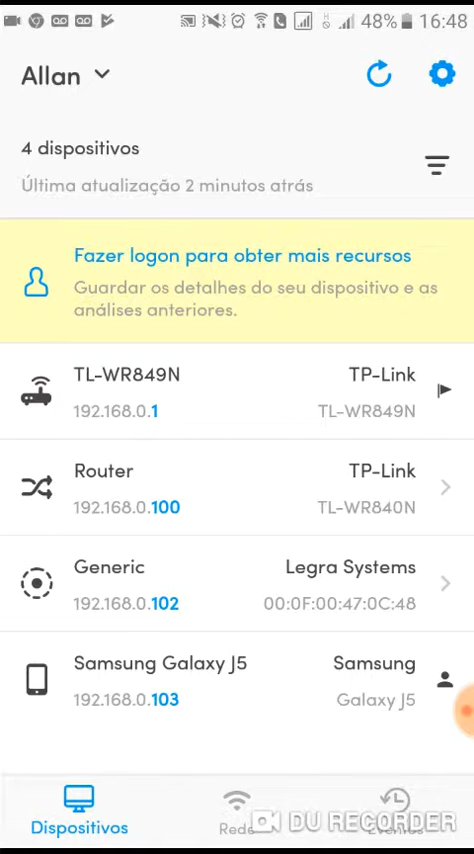 48% 16:48
Allan
4 dispositivos
Última atualização 2 minutos atrás
Fazer logon para obter mais recursos
Guardar os detalhes do seu dispositivo e as
análises anteriores.
TL-WR849N TP-Link
192.168.0.1 TL-WR849N
Router TP-Link
192.168.0.100 TL-WR840N
Generic Legra Systems
192.168.0.102 00:0F:00:47:0C:48
Samsung Galaxy J5 Samsung
192.168.0.103 Galaxy J5
Dispositivos Rede Eventos
DU RECORDER